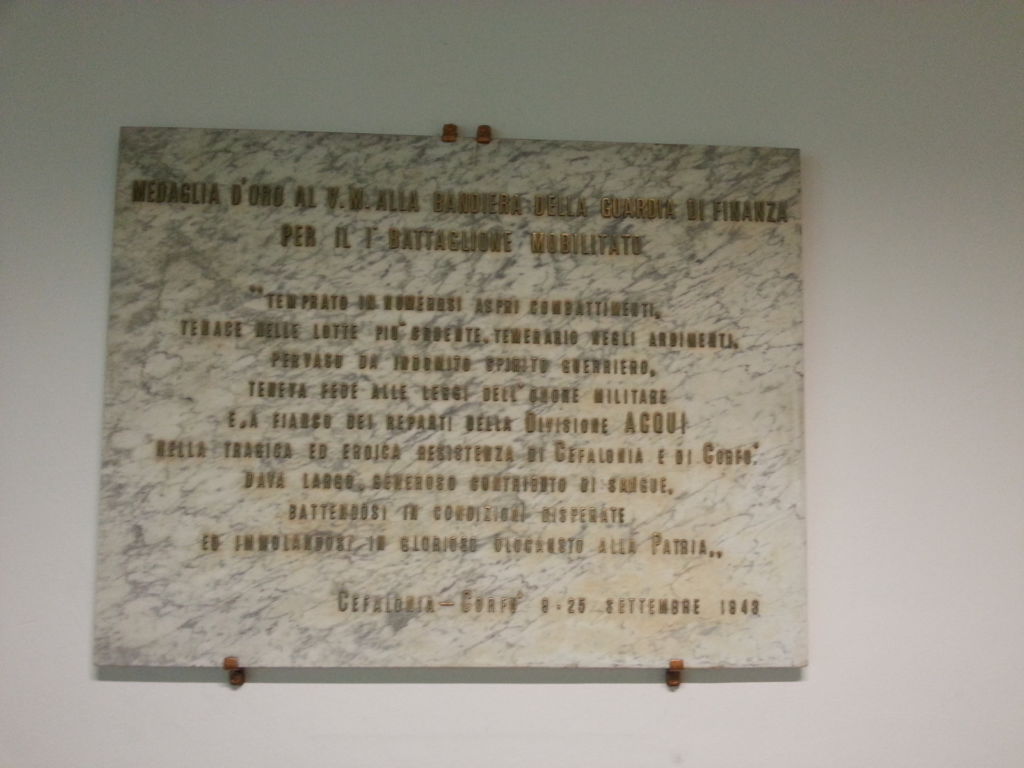 MEDAGLIA D'ORO AL V.M. ALLA BANDIERA DELLA GUARDIA DI FINANZA
PER IL I° BATTAGLIONE MOBILITATO
"TEMPRATO IN NUMEROSI ASPRI COMBATTIMENTI,
TENACE NELLE LOTTE PIU' CRUENTE, TEMERARIO NEGLI ARDIMENTI,
PERVASO DA INDOMITO SPIRITO GUERRIERO,
TENEVA FEDE ALLE LEGGI DELL'ONORE MILITARE
E, A FIANCO DEI REPARTI DELLA DIVISIONE ACQUI
NELLA TRAGICA ED EROICA RESISTENZA DI CEFALONIA E DI CORFU'
DAVA LARGO, GENEROSO CONTRIBUTO DI SANGUE,
BATTENDOSI IN CONDIZIONI DISPERATE
ED IMMOLANDOSI IN GLORIOSO OLOCAUSTO ALLA PATRIA,,
CEFALONIA - CORFU' 9-25 SETTEMBRE 1943